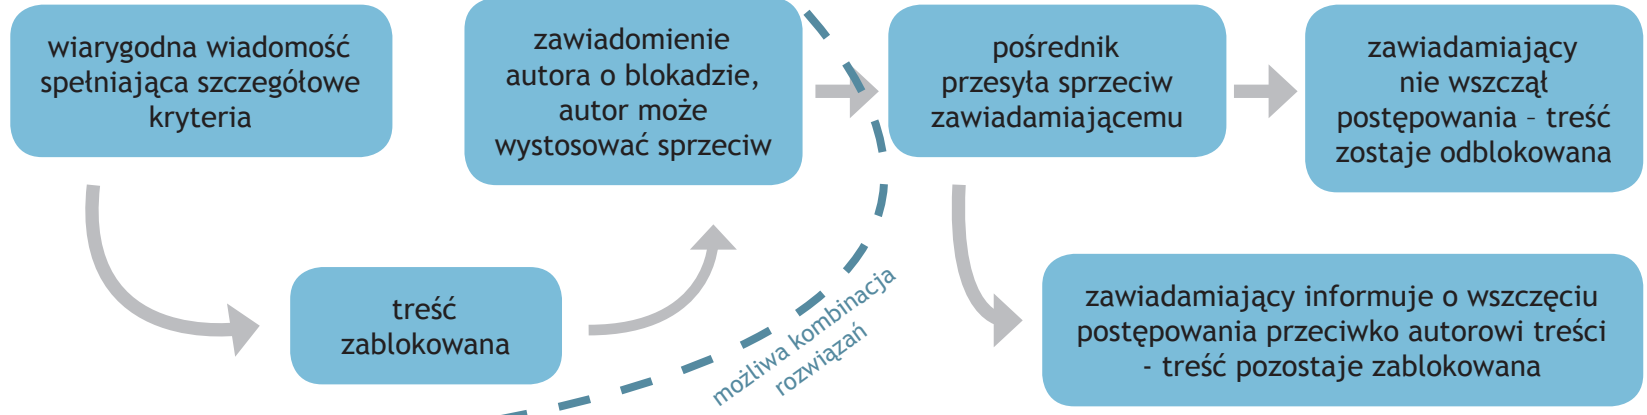 wiarygodna wiadomość
spełniająca szczegółowe
kryteria
treść
zablokowana
zawiadomienie
autora o blokadzie,
autor może
wystosować sprzeciw
możliwa kombinacja
rozwiązań
pośrednik
przesyła sprzeciw
zawiadamiającemu
zawiadamiający
nie wszczął
postępowania – treść
zostaje odblokowana
zawiadamiający informuje o wszczęciu
postępowania przeciwko autorowi treści
- treść pozostaje zablokowana